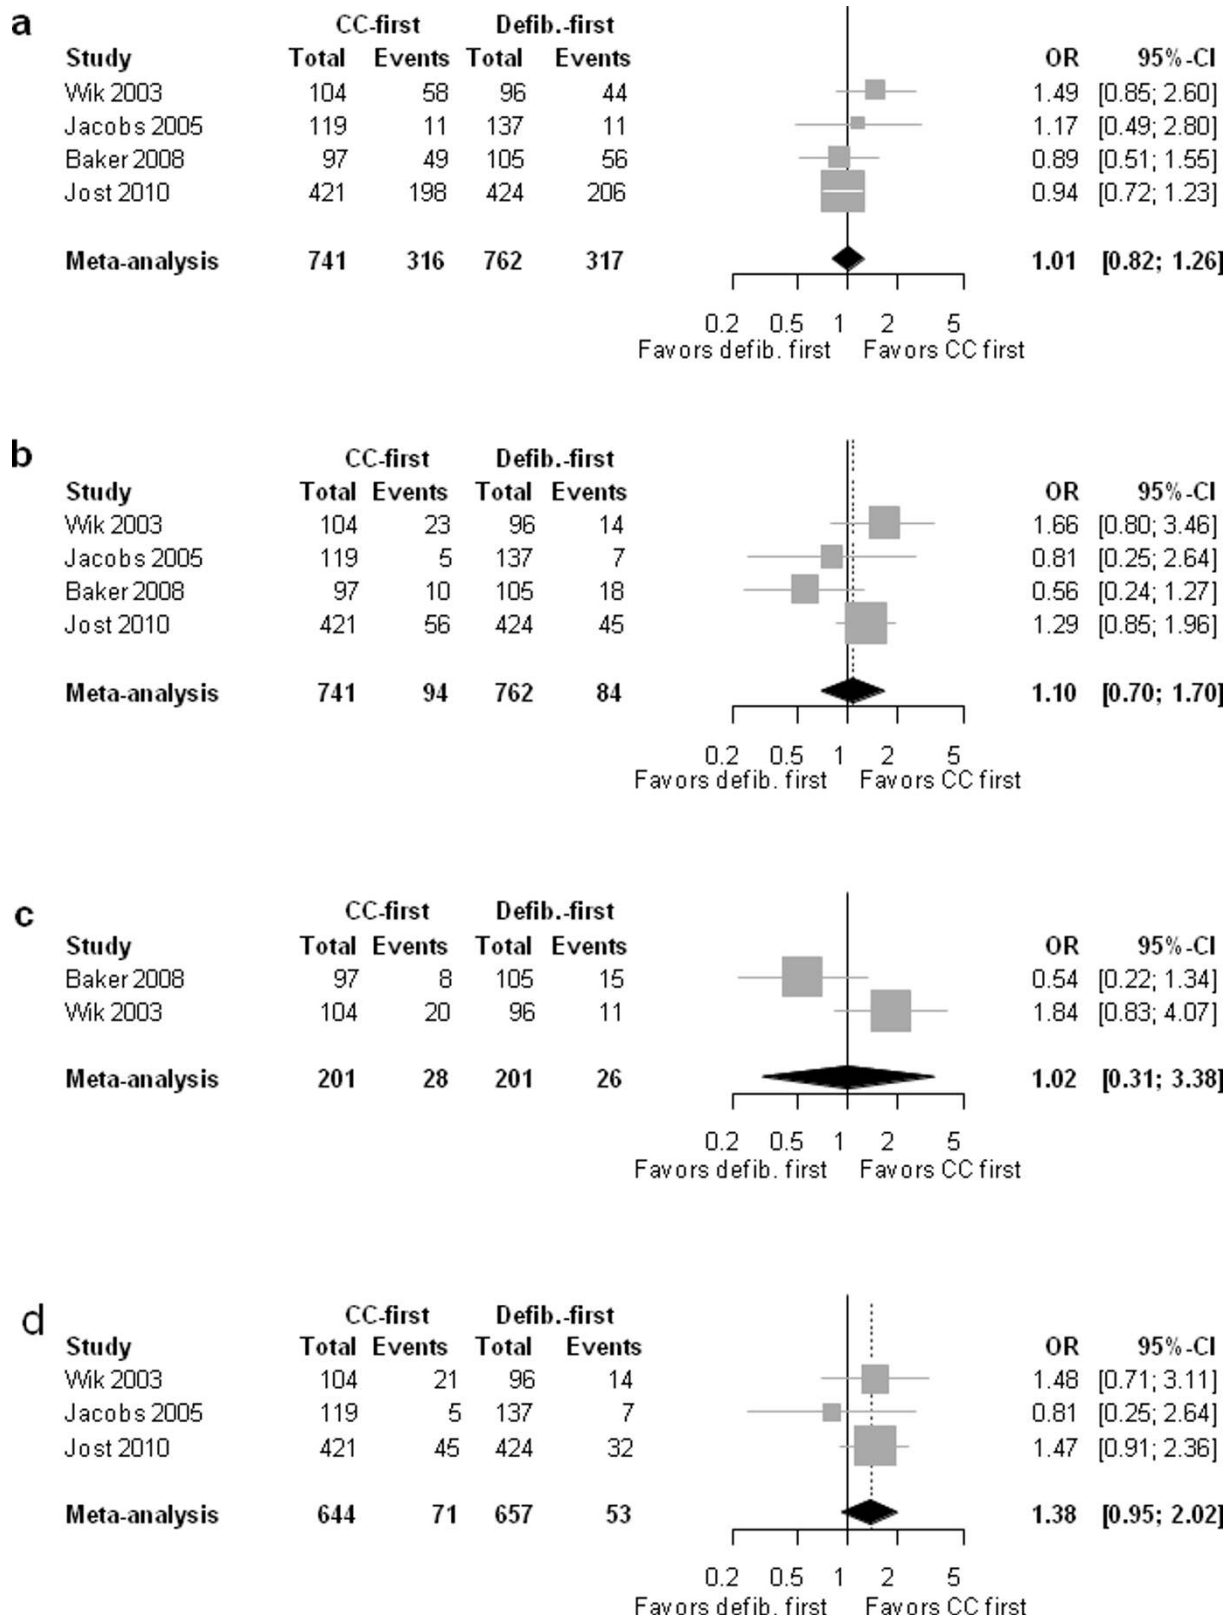 a
CC-first Defib.-first
Study Total Events Total Events OR 95%-CI
Wik 2003 104 58 96 44 1.49 [0.85; 2.60]
Jacobs 2005 119 11 137 11 1.17 [0.49; 2.80]
Baker 2008 97 49 105 56 0.89 [0.51; 1.55]
Jost 2010 421 198 424 206 0.94 [0.72; 1.23]
Meta-analysis 741 316 762 317 1.01 [0.82; 1.26]
0.2 0.5 1 2 5
Favors defib. first Favors CC first
b
CC-first Defib.-first
Study Total Events Total Events OR 95%-CI
Wik 2003 104 23 96 14 1.66 [0.80; 3.46]
Jacobs 2005 119 5 137 7 0.81 [0.25; 2.64]
Baker 2008 97 10 105 18 0.56 [0.24; 1.27]
Jost 2010 421 56 424 45 1.29 [0.85; 1.96]
Meta-analysis 741 94 762 84 1.10 [0.70; 1.70]
0.2 0.5 1 2 5
Favors defib. first Favors CC first
c
CC-first Defib.-first
Study Total Events Total Events OR 95%-CI
Baker 2008 97 8 105 15 0.54 [0.22; 1.34]
Wik 2003 104 20 96 11 1.84 [0.83; 4.07]
Meta-analysis 201 28 201 26 1.02 [0.31; 3.38]
0.2 0.5 1 2 5
Favors defib. first Favors CC first
d
CC-first Defib.-first
Study Total Events Total Events OR 95%-CI
Wik 2003 104 21 96 14 1.48 [0.71; 3.11]
Jacobs 2005 119 5 137 7 0.81 [0.25; 2.64]
Jost 2010 421 45 424 32 1.47 [0.91; 2.36]
Meta-analysis 644 71 657 53 1.38 [0.95; 2.02]
0.2 0.5 1 2 5
Favors defib. first Favors CC first